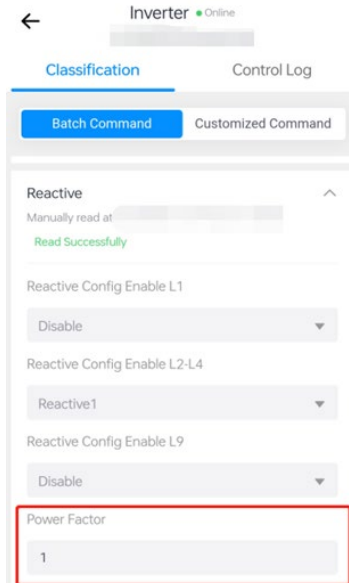 Inverter • Online
Classification Control Log
Batch Command Customized Command
Reactive
Manually read at
Read Successfully
Reactive Config Enable L1
Disable
Reactive Config Enable L2-L4
Reactive1
Reactive Config Enable L9
Disable
Power Factor
1